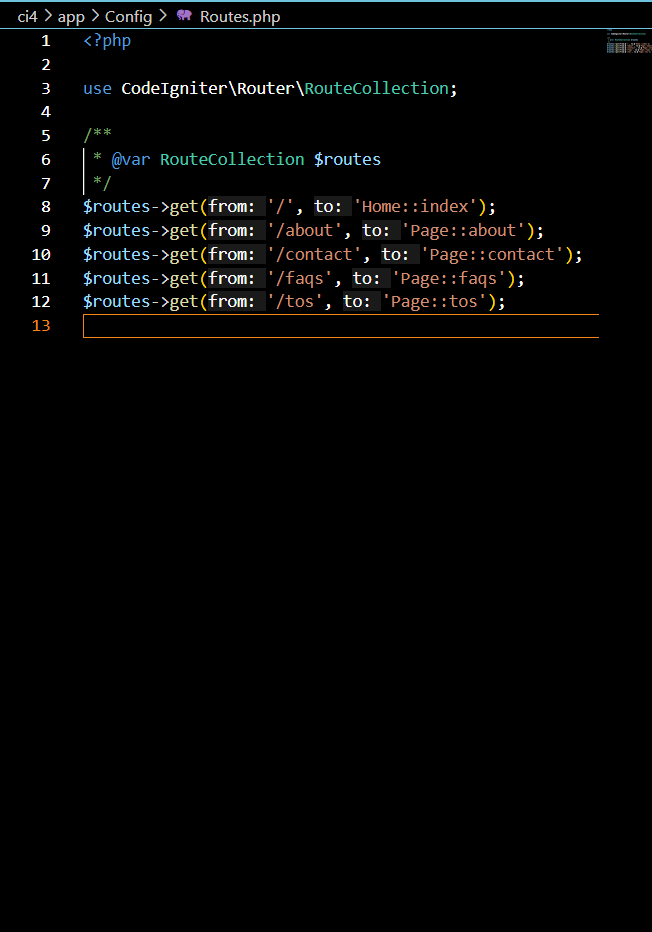 ci4 > app > Config > Routes.php
1 <?php
2
3 use CodeIgniter\Router\RouteCollection;
4
5 /**
6 * @var RouteCollection $routes
7 */
8 $routes->get(from: '/', to: 'Home::index');
9 $routes->get(from: '/about', to: 'Page::about');
10 $routes->get(from: '/contact', to: 'Page::contact');
11 $routes->get(from: '/faqs', to: 'Page::faqs');
12 $routes->get(from: '/tos', to: 'Page::tos');
13